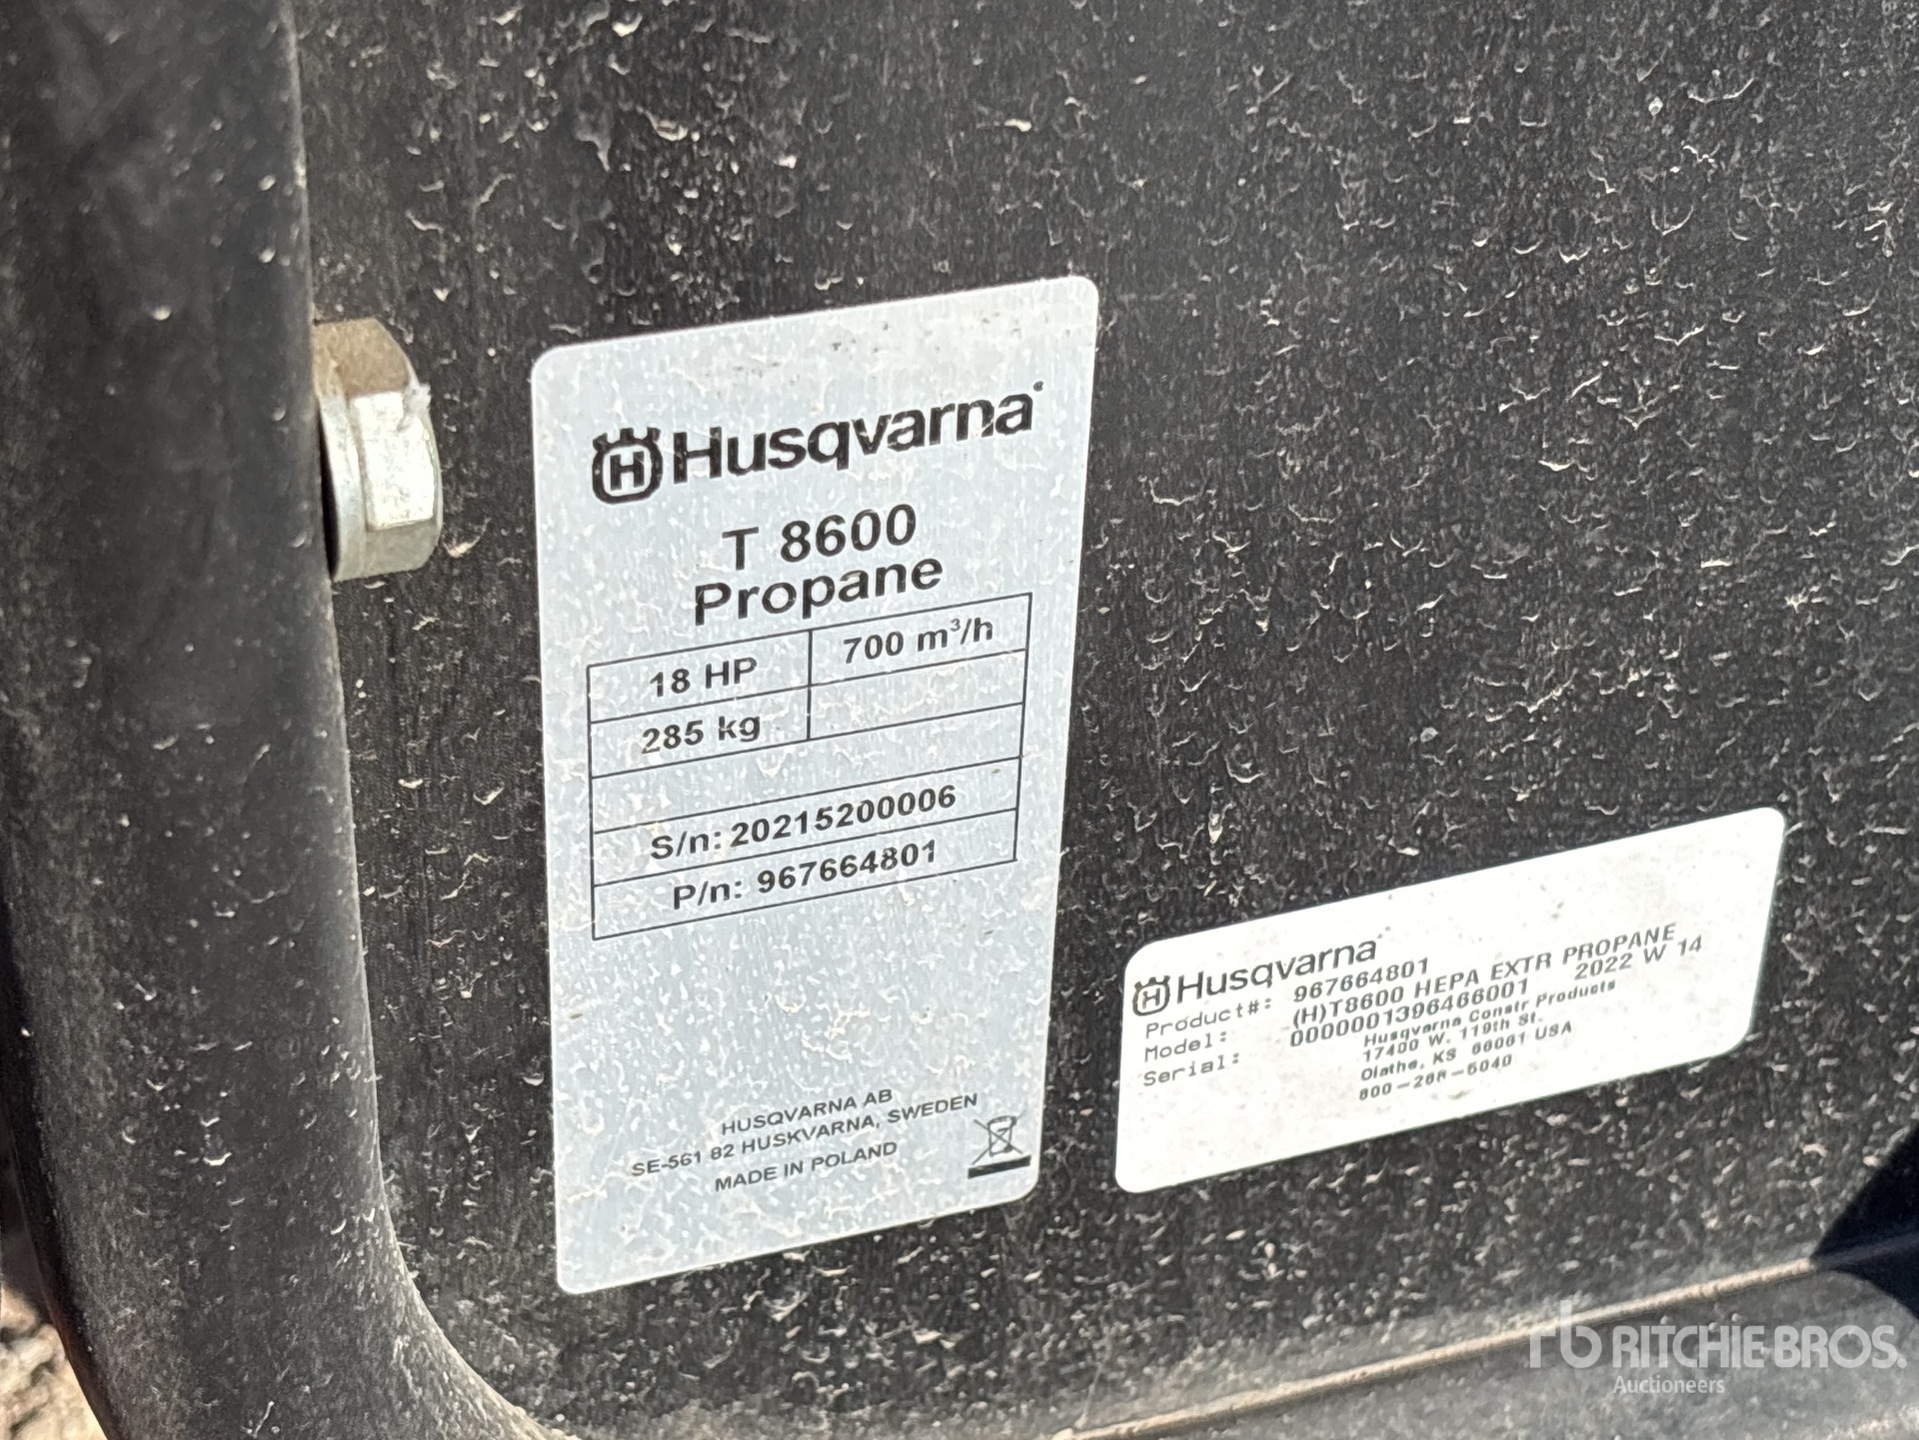 Husqvarna®
T 8600
Propane
18 HP 700 m³/h
285 kg
S/n: 20215200006
P/n: 967664801
HUSQVARNA AB
SE-561 82 HUSKVARNA, SWEDEN
MADE IN POLAND
Husqvarna
Product#: 967664801
Model: (H)T8600 HEPA EXTR PROPANE
Serial: 0000001396466001 2022 W 14
Husqvarna Constr Products
17400 W. 119th St.
Olathe, KS 66061 USA
800-288-5040
rb RITCHIE BROS.
Auctioneers